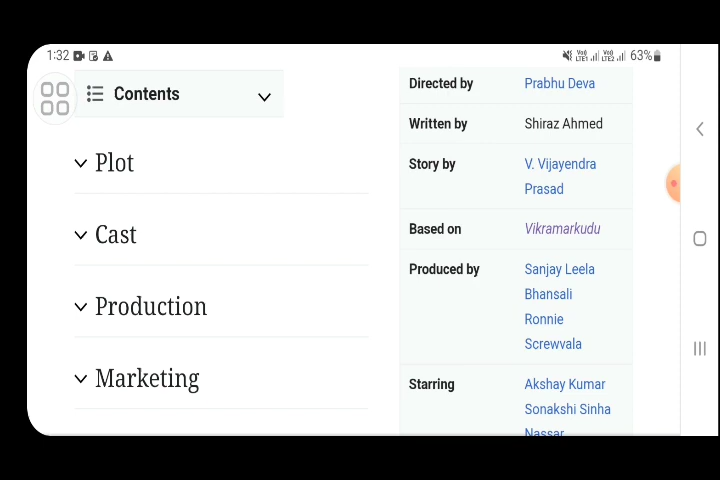 1:32 63%
Contents
Plot
Cast
Production
Marketing
Directed by Prabhu Deva
Written by Shiraz Ahmed
Story by V. Vijayendra
Prasad
Based on Vikramarkudu
Produced by Sanjay Leela
Bhansali
Ronnie
Screwvala
Starring Akshay Kumar
Sonakshi Sinha
Nassar